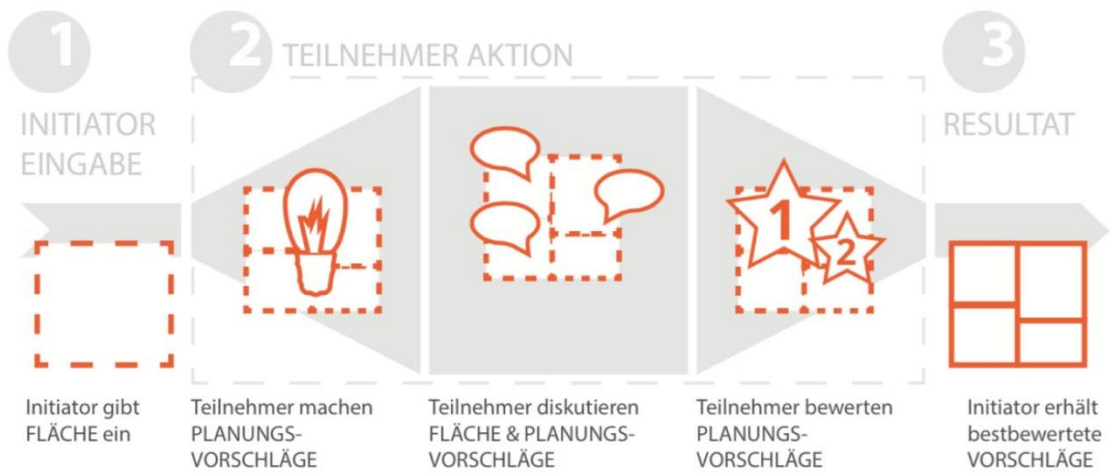 1
INITIATOR
EINGABE
Initiator gibt
FLÄCHE ein
2
TEILNEHMER AKTION
Teilnehmer machen
PLANUNGS-
VORSCHLÄGE
Teilnehmer diskutieren
FLÄCHE & PLANUNGS-
VORSCHLÄGE
1
2
Teilnehmer bewerten
PLANUNGS-
VORSCHLÄGE
3
RESULTAT
Initiator erhält
bestbewertete
VORSCHLÄGE